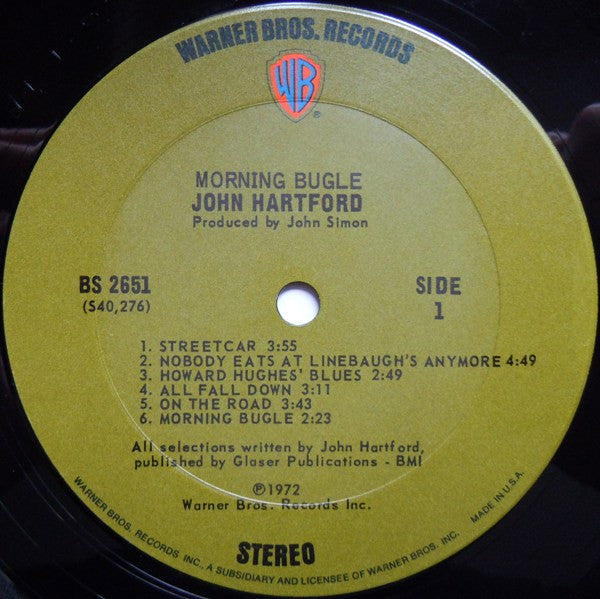 WARNER BROS. RECORDS
WB
®
MORNING BUGLE
JOHN HARTFORD
Produced by John Simon
BS 2651
(S40,276)
SIDE
1
1. STREETCAR 3:55
2. NOBODY EATS AT LINEBAUGH'S ANYMORE 4:49
3. HOWARD HUGHES' BLUES 2:49
4. ALL FALL DOWN 3:11
5. ON THE ROAD 3:43
6. MORNING BUGLE 2:23
All selections written by John Hartford,
published by Glaser Publications - BMI
℗1972
Warner Bros. Records Inc.
STEREO
WARNER BROS. RECORDS INC., A SUBSIDIARY AND LICENSEE OF WARNER BROS. INC. MADE IN U.S.A.